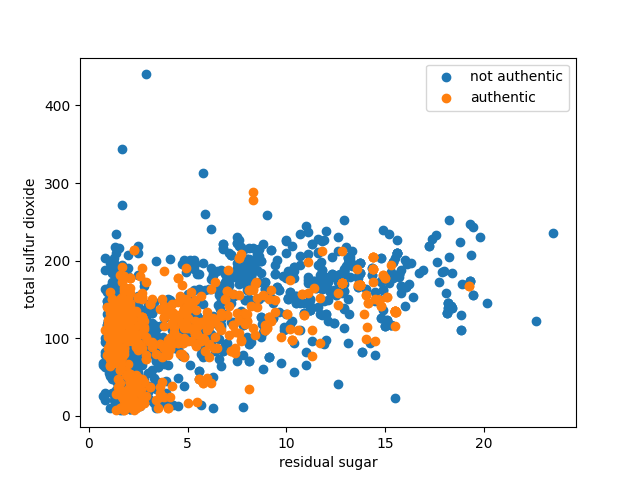 not authentic
authentic
400
300
200
100
0
total sulfur dioxide
0 5 10 15 20
residual sugar